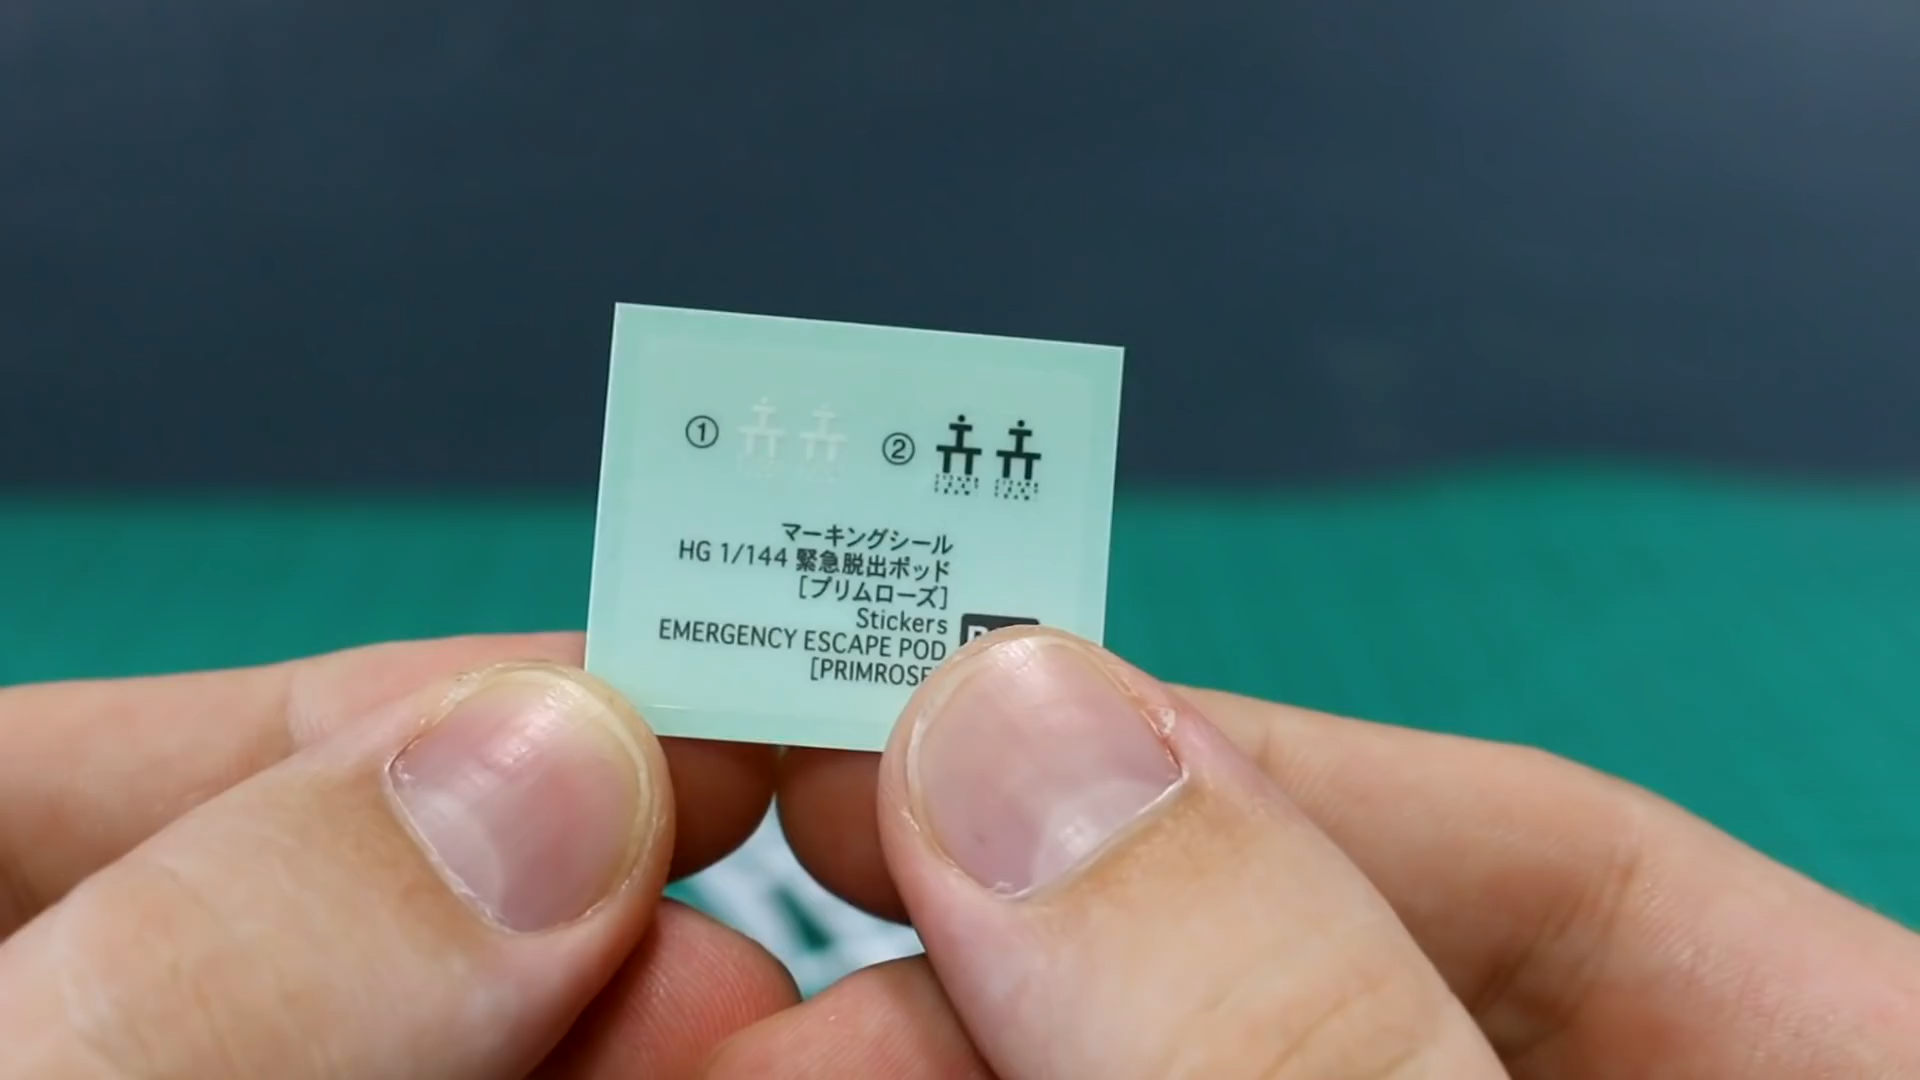 ① ②
マーキングシール
HG 1/144 緊急脱出ポッド
[プリムローズ]
Stickers
EMERGENCY ESCAPE POD
[PRIMROSE